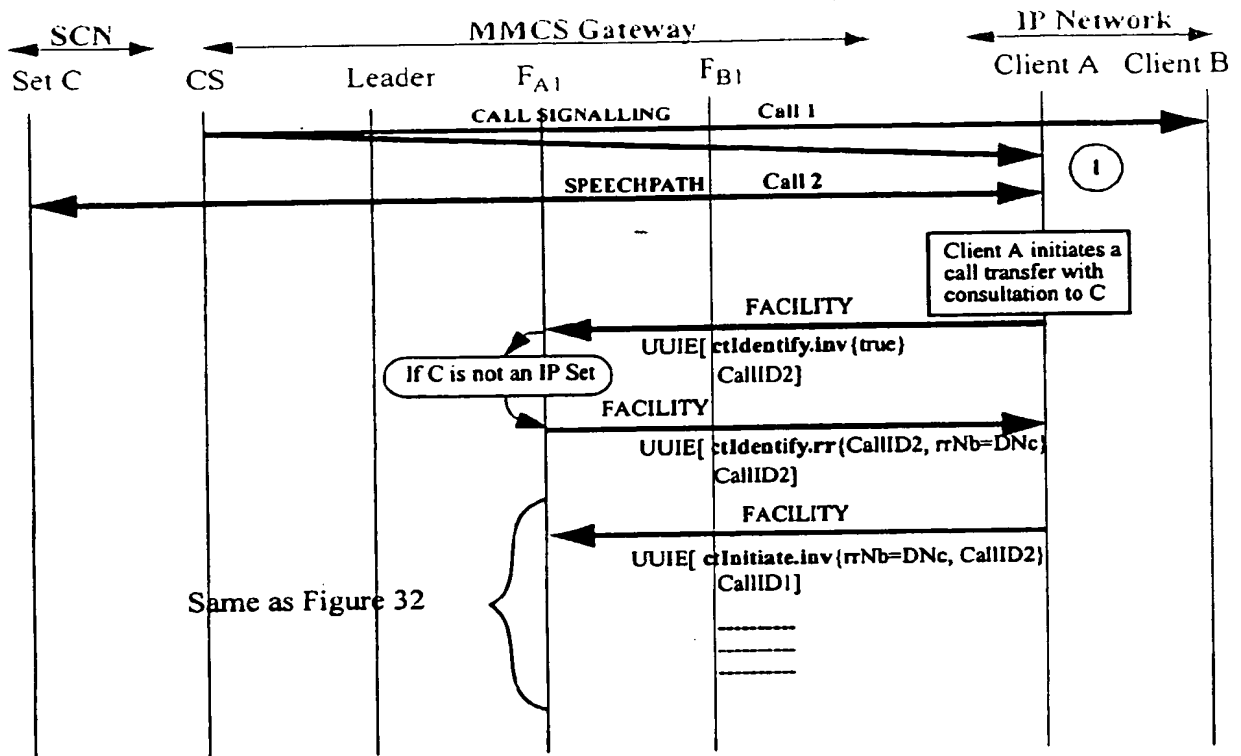 SCN MMCS Gateway IP Network
Set C CS Leader FA1 FB1 Client A Client B
CALL SIGNALLING Call 1
1
SPEECHPATH Call 2
Client A initiates a
call transfer with
consultation to C
FACILITY
UUIE[ ctIdentify.inv{true}
CallID2]
If C is not an IP Set
FACILITY
UUIE[ ctIdentify.rr{CallID2, rrNb=DNc}
CallID2]
FACILITY
UUIE[ ctInitiate.inv{rrNb=DNc, CallID2}
CallID1]
Same as Figure 32